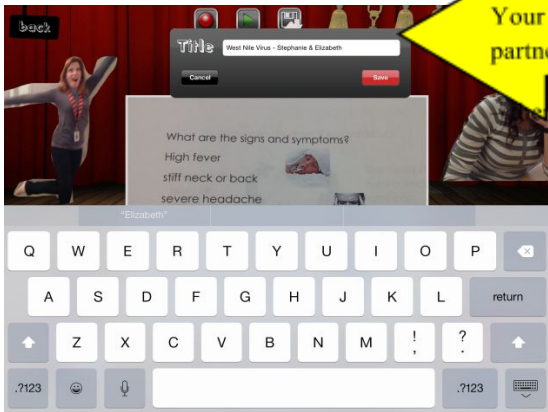 back
Your
partne
Title West Nile Virus - Stephanie & Elizabeth
Cancel Save
What are the signs and symptoms?
High fever
stiff neck or back
severe headache
"Elizabeth"
Q W E R T Y U I O P
A S D F G H J K L return
Z X C V B N M ! , ? .
.?123 .?123